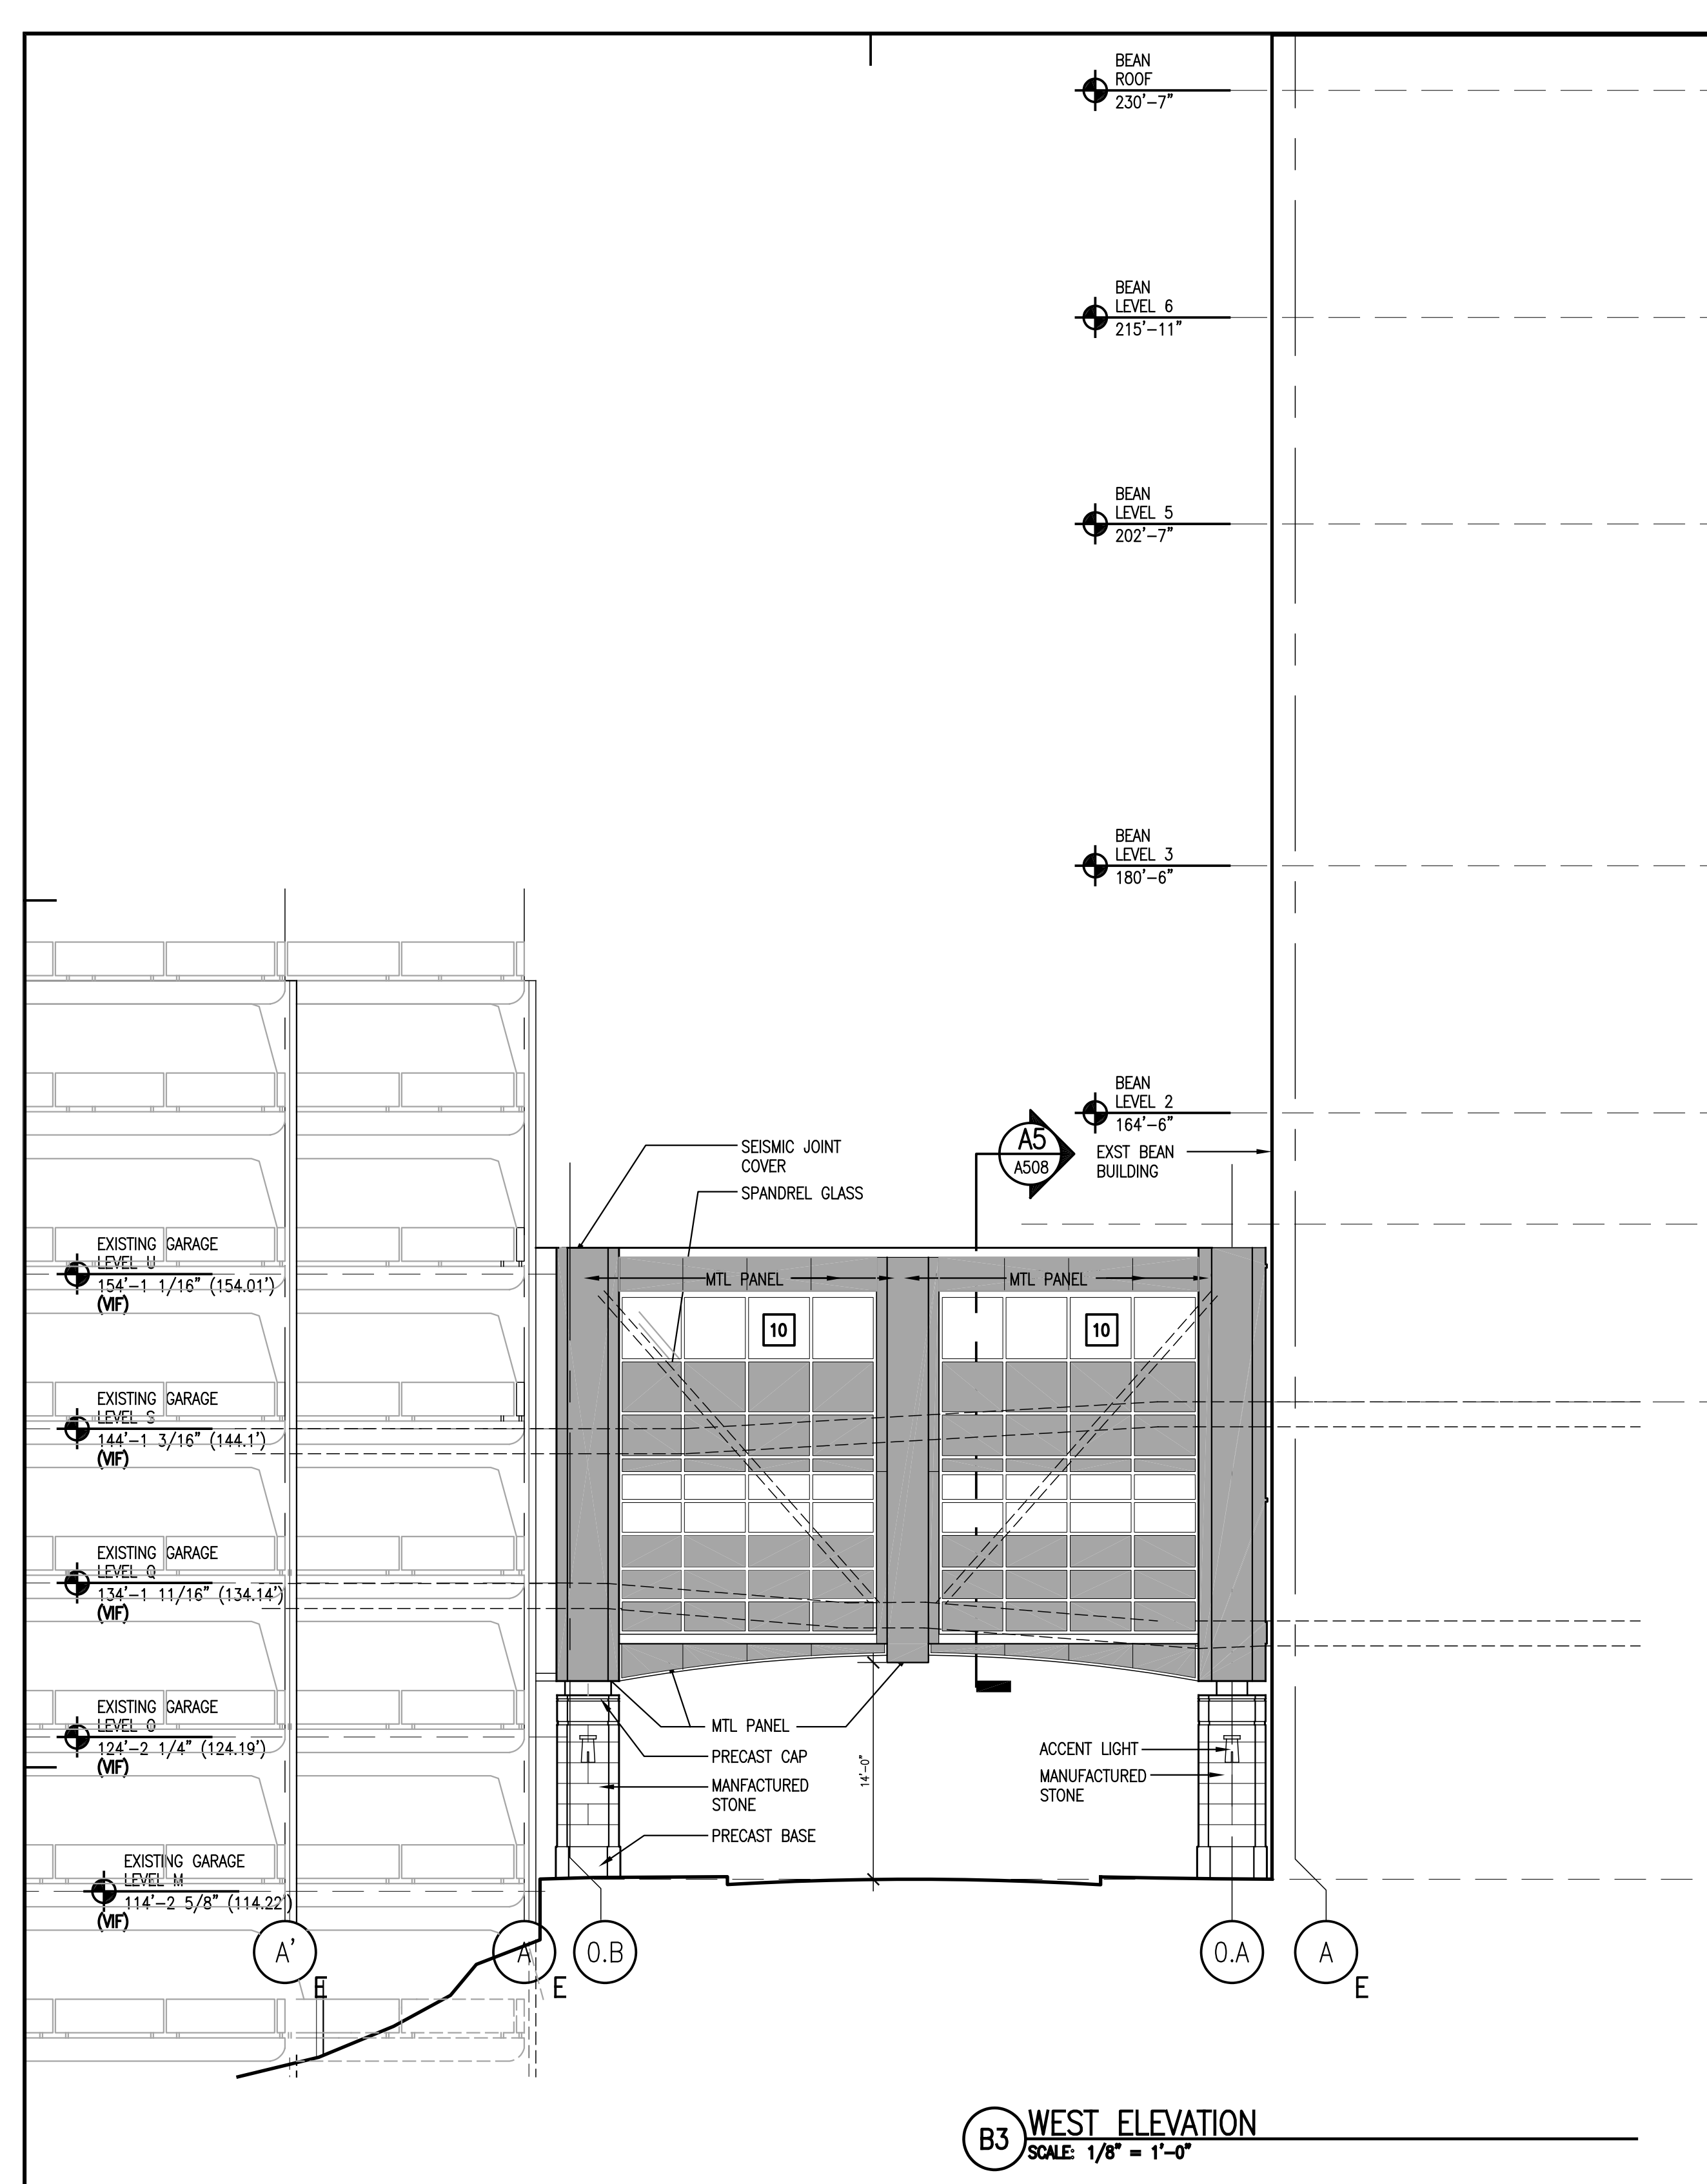 BEAN
ROOF
230'-7"
BEAN
LEVEL 6
215'-11"
BEAN
LEVEL 5
202'-7"
BEAN
LEVEL 3
180'-6"
BEAN
LEVEL 2
164'-6"
A5
A508
EXST BEAN
BUILDING
SEISMIC JOINT
COVER
SPANDREL GLASS
EXISTING GARAGE
LEVEL U
154'-1 1/16" (154.01')
(VIF)
MTL PANEL
MTL PANEL
10
10
EXISTING GARAGE
LEVEL S
144'-1 3/16" (144.1')
(VIF)
EXISTING GARAGE
LEVEL Q
134'-1 11/16" (134.14')
(VIF)
EXISTING GARAGE
LEVEL O
124'-2 1/4" (124.19')
(VIF)
MTL PANEL
PRECAST CAP
MANFACTURED
STONE
PRECAST BASE
14'-0"
ACCENT LIGHT
MANUFACTURED
STONE
EXISTING GARAGE
LEVEL M
114'-2 5/8" (114.22')
(VIF)
A'
E
A
E
0.B
0.A
A
E
B3
WEST ELEVATION
SCALE: 1/8" = 1'-0"